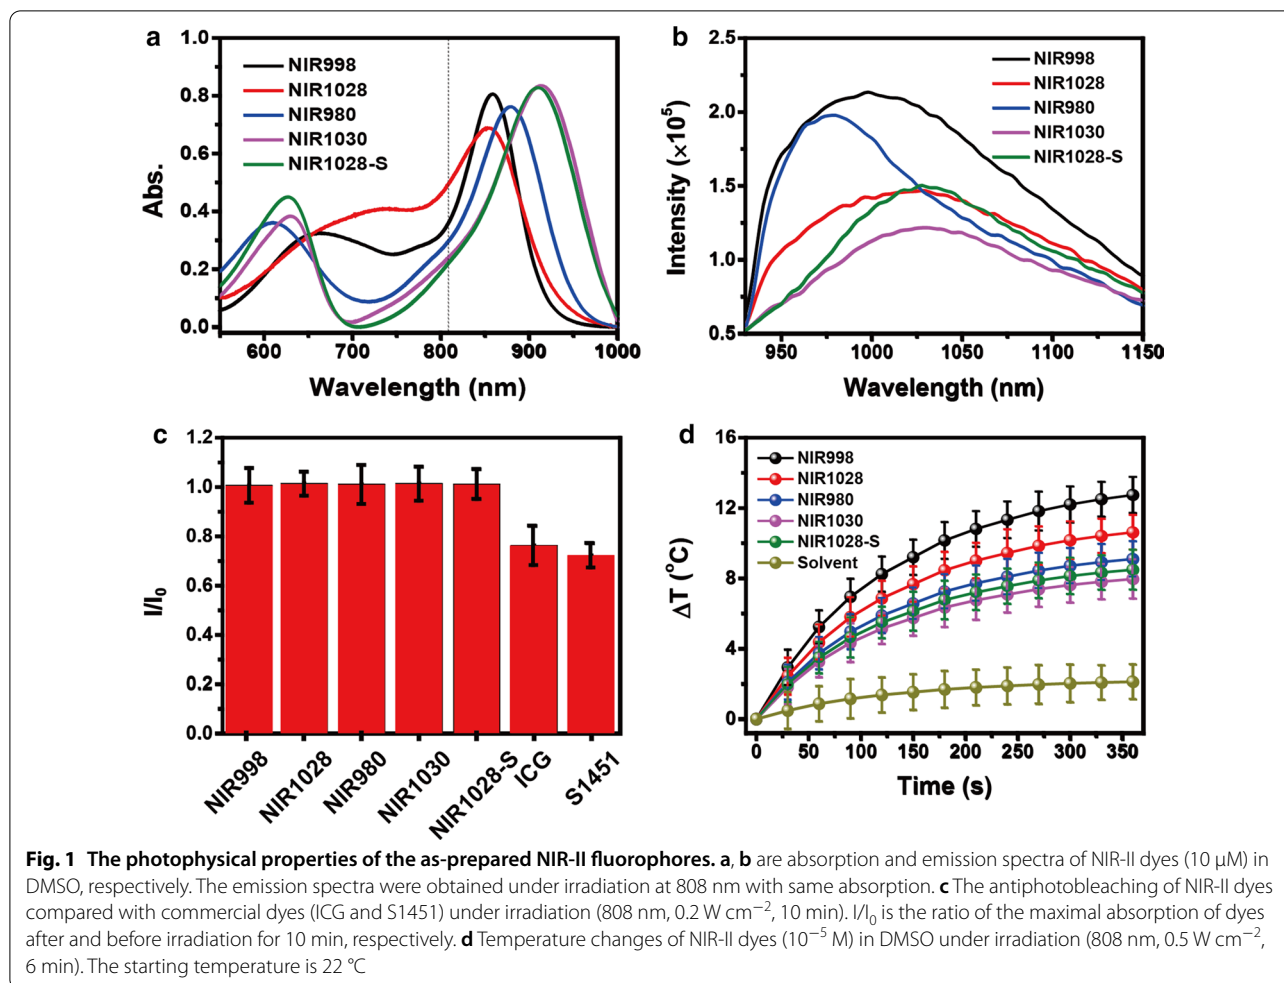 a
1.0
0.8
0.6
0.4
0.2
0.0
Abs.
NIR998
NIR1028
NIR980
NIR1030
NIR1028-S
600 700 800 900 1000
Wavelength (nm)
b
2.5
2.0
1.5
1.0
0.5
Intensity (×10⁵)
NIR998
NIR1028
NIR980
NIR1030
NIR1028-S
950 1000 1050 1100 1150
Wavelength (nm)
c
1.2
1.0
0.8
0.6
0.4
0.2
0.0
I/I₀
NIR998 NIR1028 NIR980 NIR1030 NIR1028-S ICG S1451
d
16
12
8
4
0
ΔT (°C)
NIR998
NIR1028
NIR980
NIR1030
NIR1028-S
Solvent
0 50 100 150 200 250 300 350
Time (s)
Fig. 1 The photophysical properties of the as-prepared NIR-II fluorophores. a, b are absorption and emission spectra of NIR-II dyes (10 μM) in
DMSO, respectively. The emission spectra were obtained under irradiation at 808 nm with same absorption. c The antiphotobleaching of NIR-II dyes
compared with commercial dyes (ICG and S1451) under irradiation (808 nm, 0.2 W cm⁻², 10 min). I/I₀ is the ratio of the maximal absorption of dyes
after and before irradiation for 10 min, respectively. d Temperature changes of NIR-II dyes (10⁻⁵ M) in DMSO under irradiation (808 nm, 0.5 W cm⁻²,
6 min). The starting temperature is 22 °C